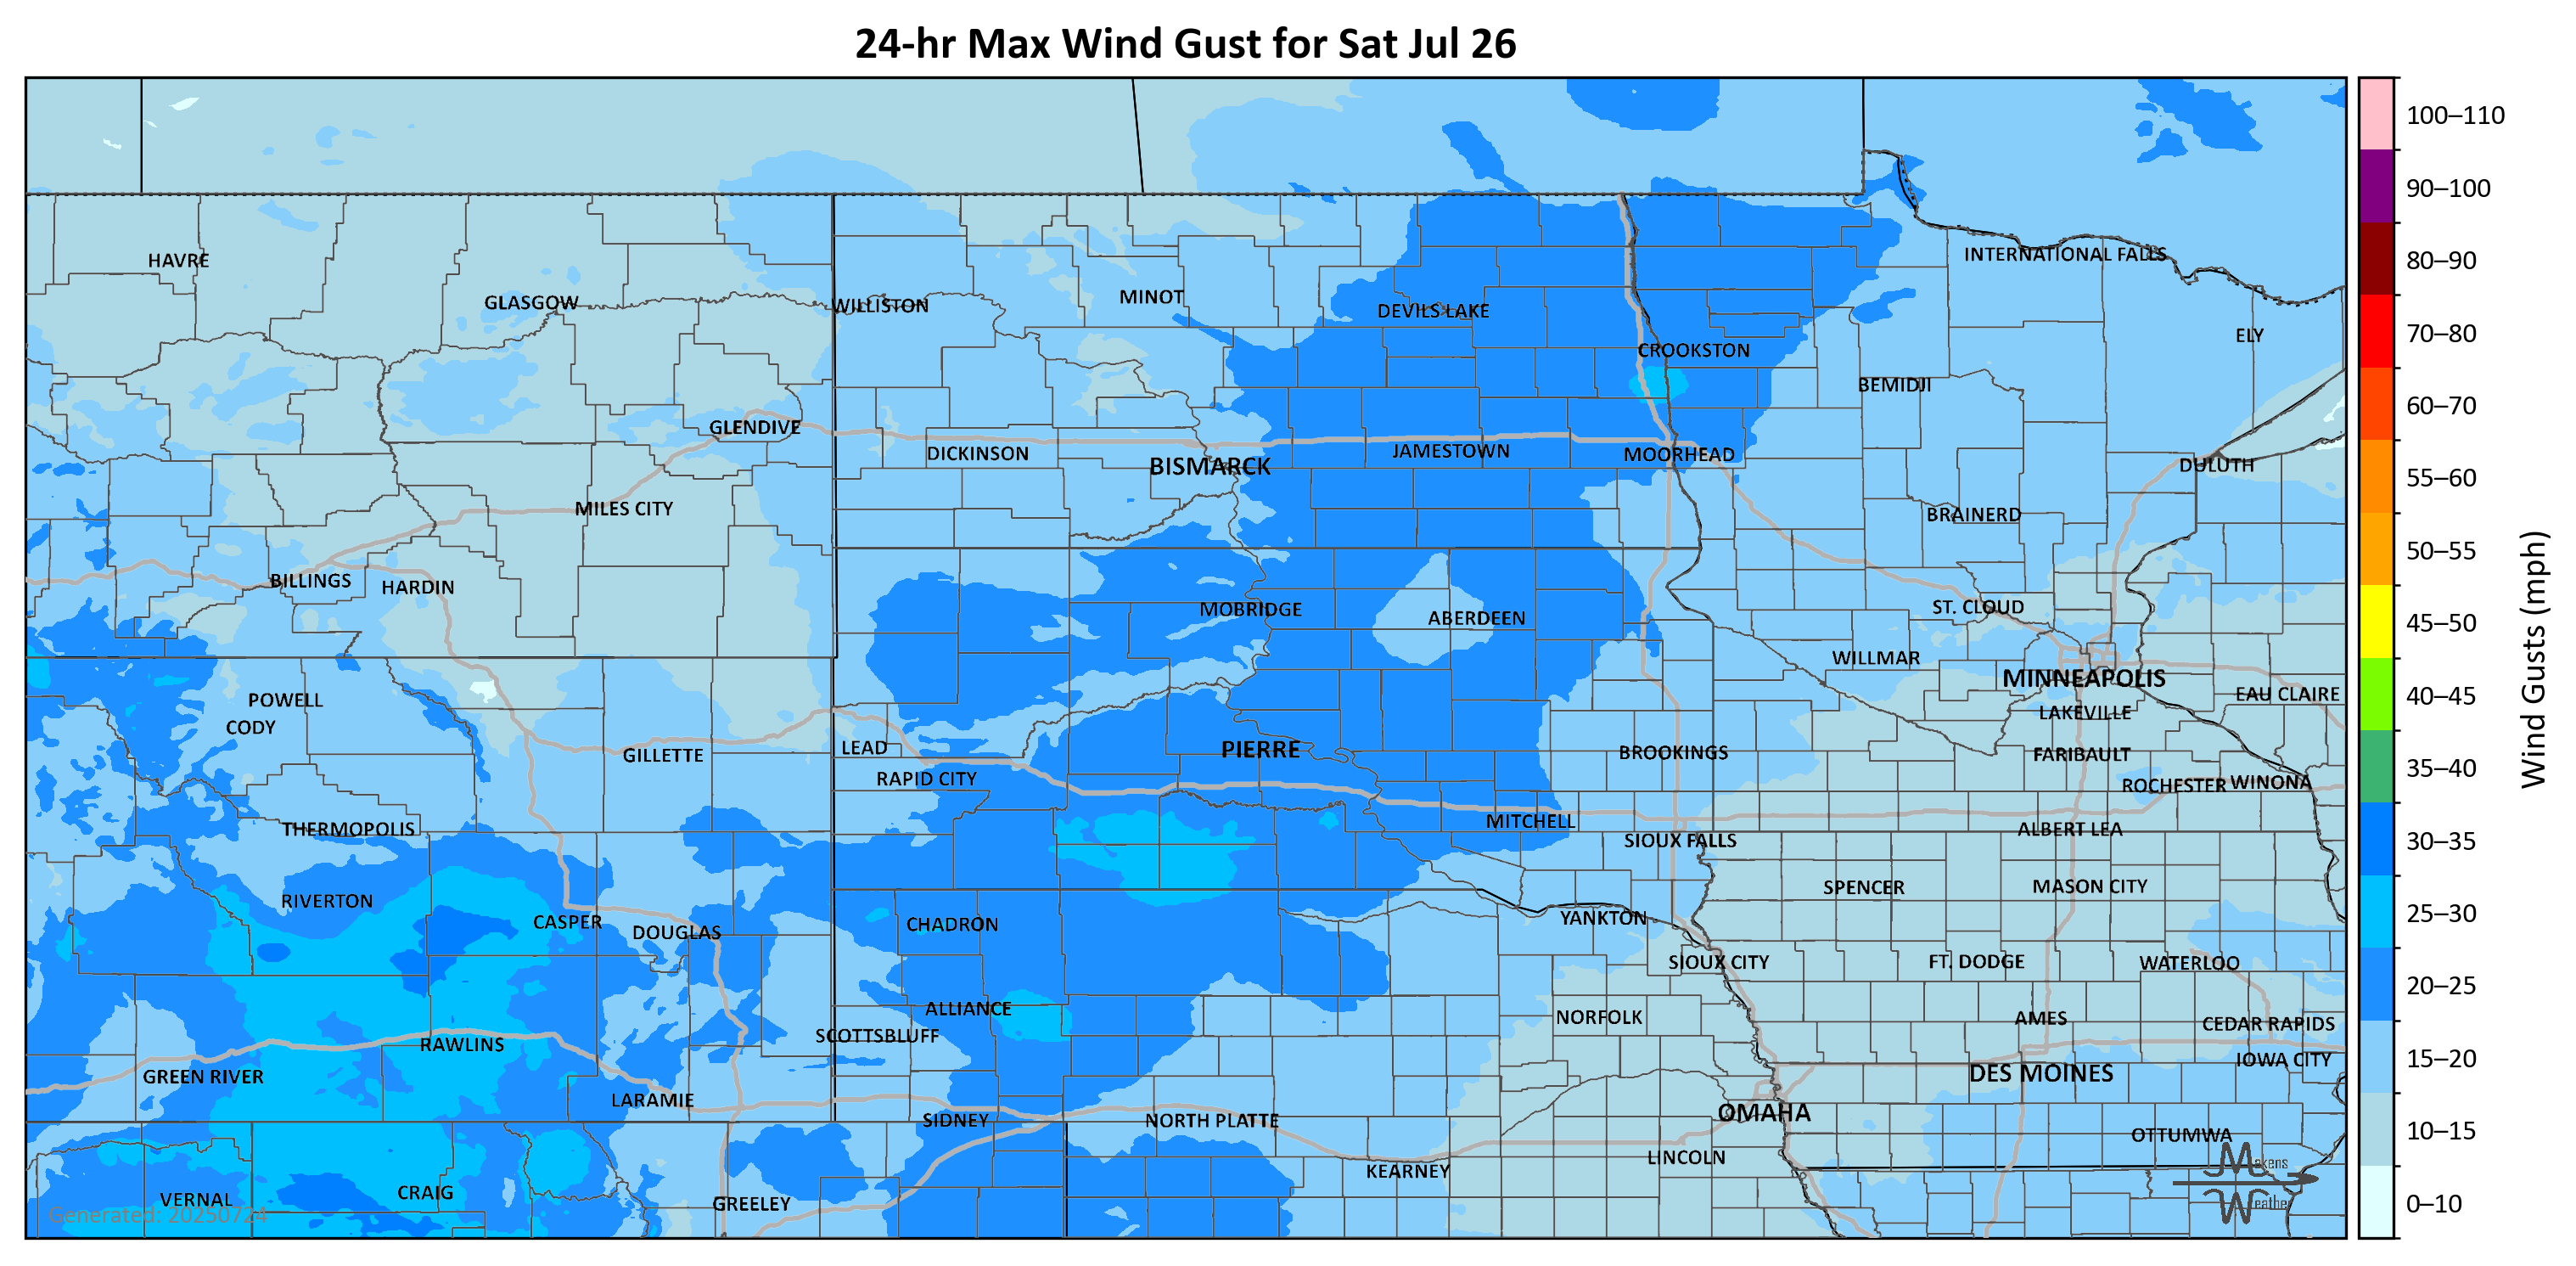 24-hr Max Wind Gust for Sat Jul 26
100–110
90–100
80–90
70–80
60–70
55–60
50–55
45–50
40–45
35–40
30–35
25–30
20–25
15–20
10–15
0–10
Wind Gusts (mph)
HAVRE
INTERNATIONAL FALLS
GLASGOW
WILLISTON
MINOT
DEVILS LAKE
ELY
CROOKSTON
BEMIDJI
GLENDIVE
DICKINSON
BISMARCK
JAMESTOWN
MOORHEAD
DULUTH
MILES CITY
BRAINERD
BILLINGS
HARDIN
MOBRIDGE
ABERDEEN
ST. CLOUD
WILLMAR
MINNEAPOLIS
EAU CLAIRE
POWELL
CODY
LAKEVILLE
GILLETTE
LEAD
PIERRE
BROOKINGS
FARIBAULT
RAPID CITY
ROCHESTER
WINONA
THERMOPOLIS
MITCHELL
SIOUX FALLS
ALBERT LEA
RIVERTON
SPENCER
MASON CITY
CASPER
DOUGLAS
CHADRON
YANKTON
SIOUX CITY
FT. DODGE
WATERLOO
ALLIANCE
SCOTTSBLUFF
NORFOLK
AMES
CEDAR RAPIDS
RAWLINS
IOWA CITY
GREEN RIVER
DES MOINES
LARAMIE
SIDNEY
NORTH PLATTE
OMAHA
OTTUMWA
LINCOLN
KEARNEY
VERNAL
CRAIG
GREELEY
Generated: 20250724
Makens
Weather